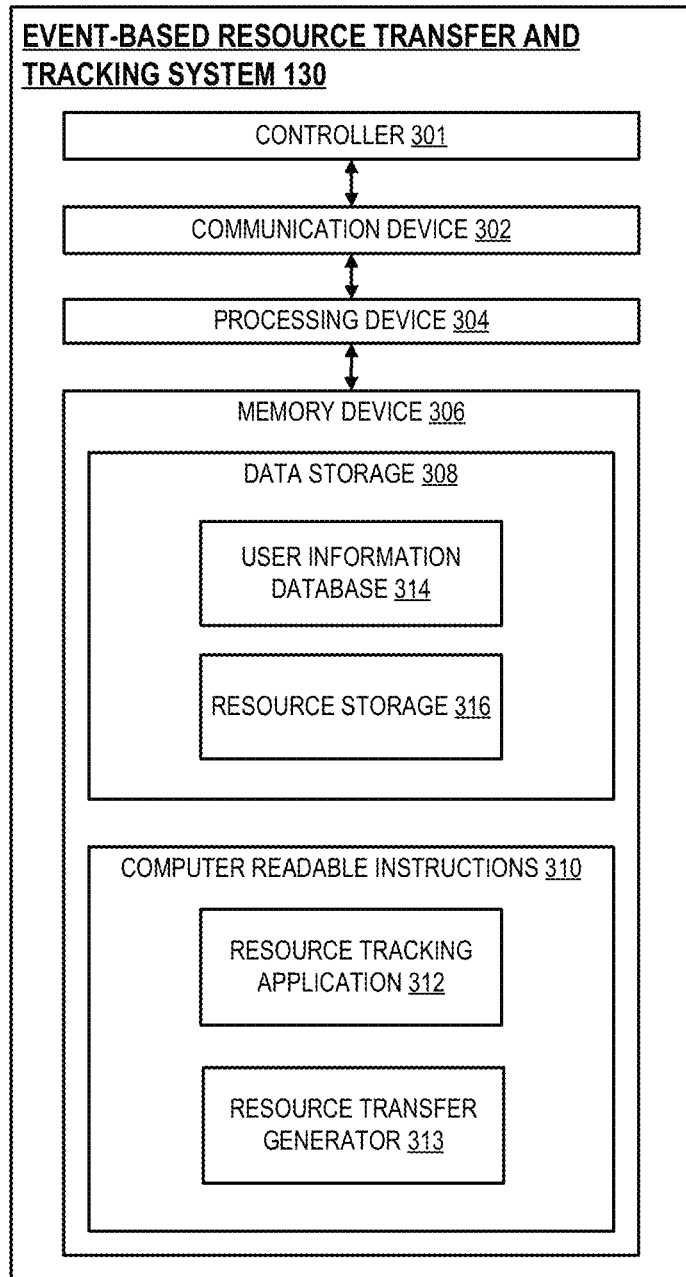 EVENT-BASED RESOURCE TRANSFER AND
TRACKING SYSTEM 130
CONTROLLER 301
COMMUNICATION DEVICE 302
PROCESSING DEVICE 304
MEMORY DEVICE 306
DATA STORAGE 308
USER INFORMATION
DATABASE 314
RESOURCE STORAGE 316
COMPUTER READABLE INSTRUCTIONS 310
RESOURCE TRACKING
APPLICATION 312
RESOURCE TRANSFER
GENERATOR 313